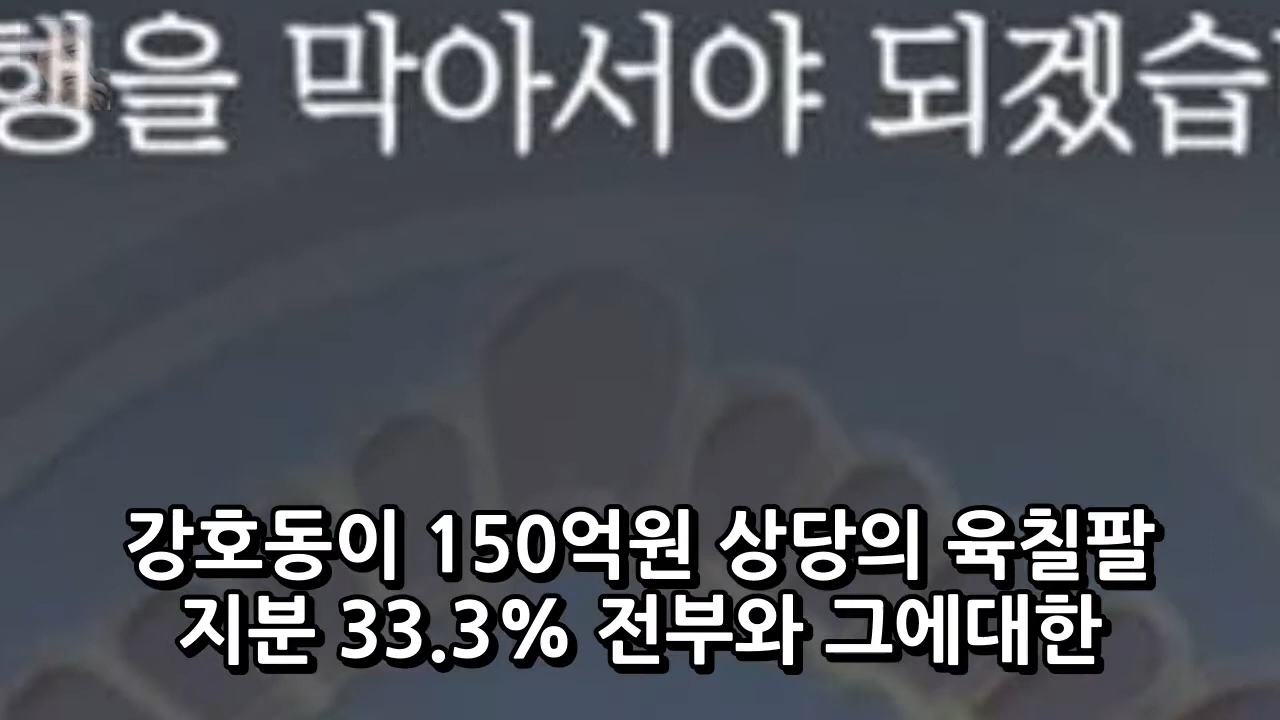 행을 막아서야 되겠습
강호동이 150억원 상당의 육칠팔
지분 33.3% 전부와 그에대한